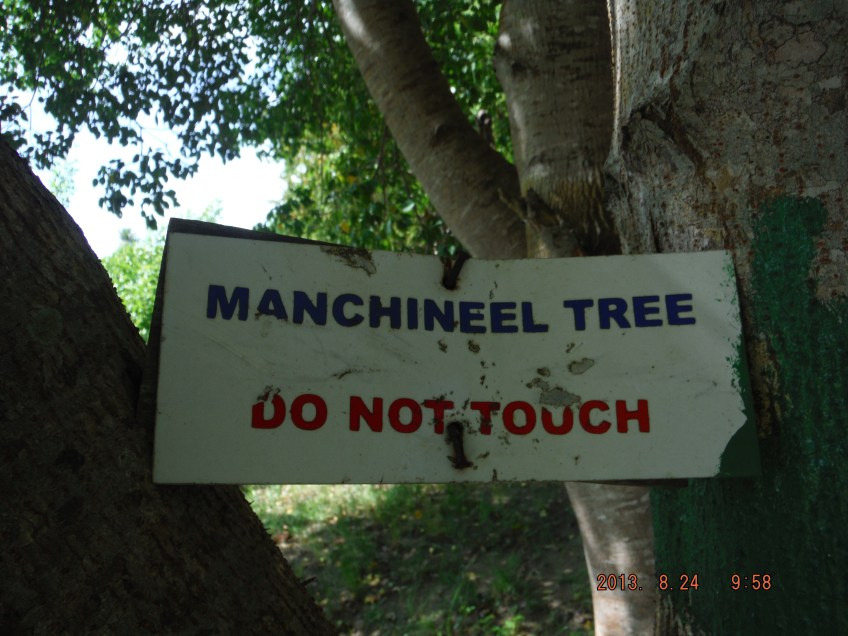 MANCHINEEL TREE
DO NOT TOUCH
2013. 8.24 9:58